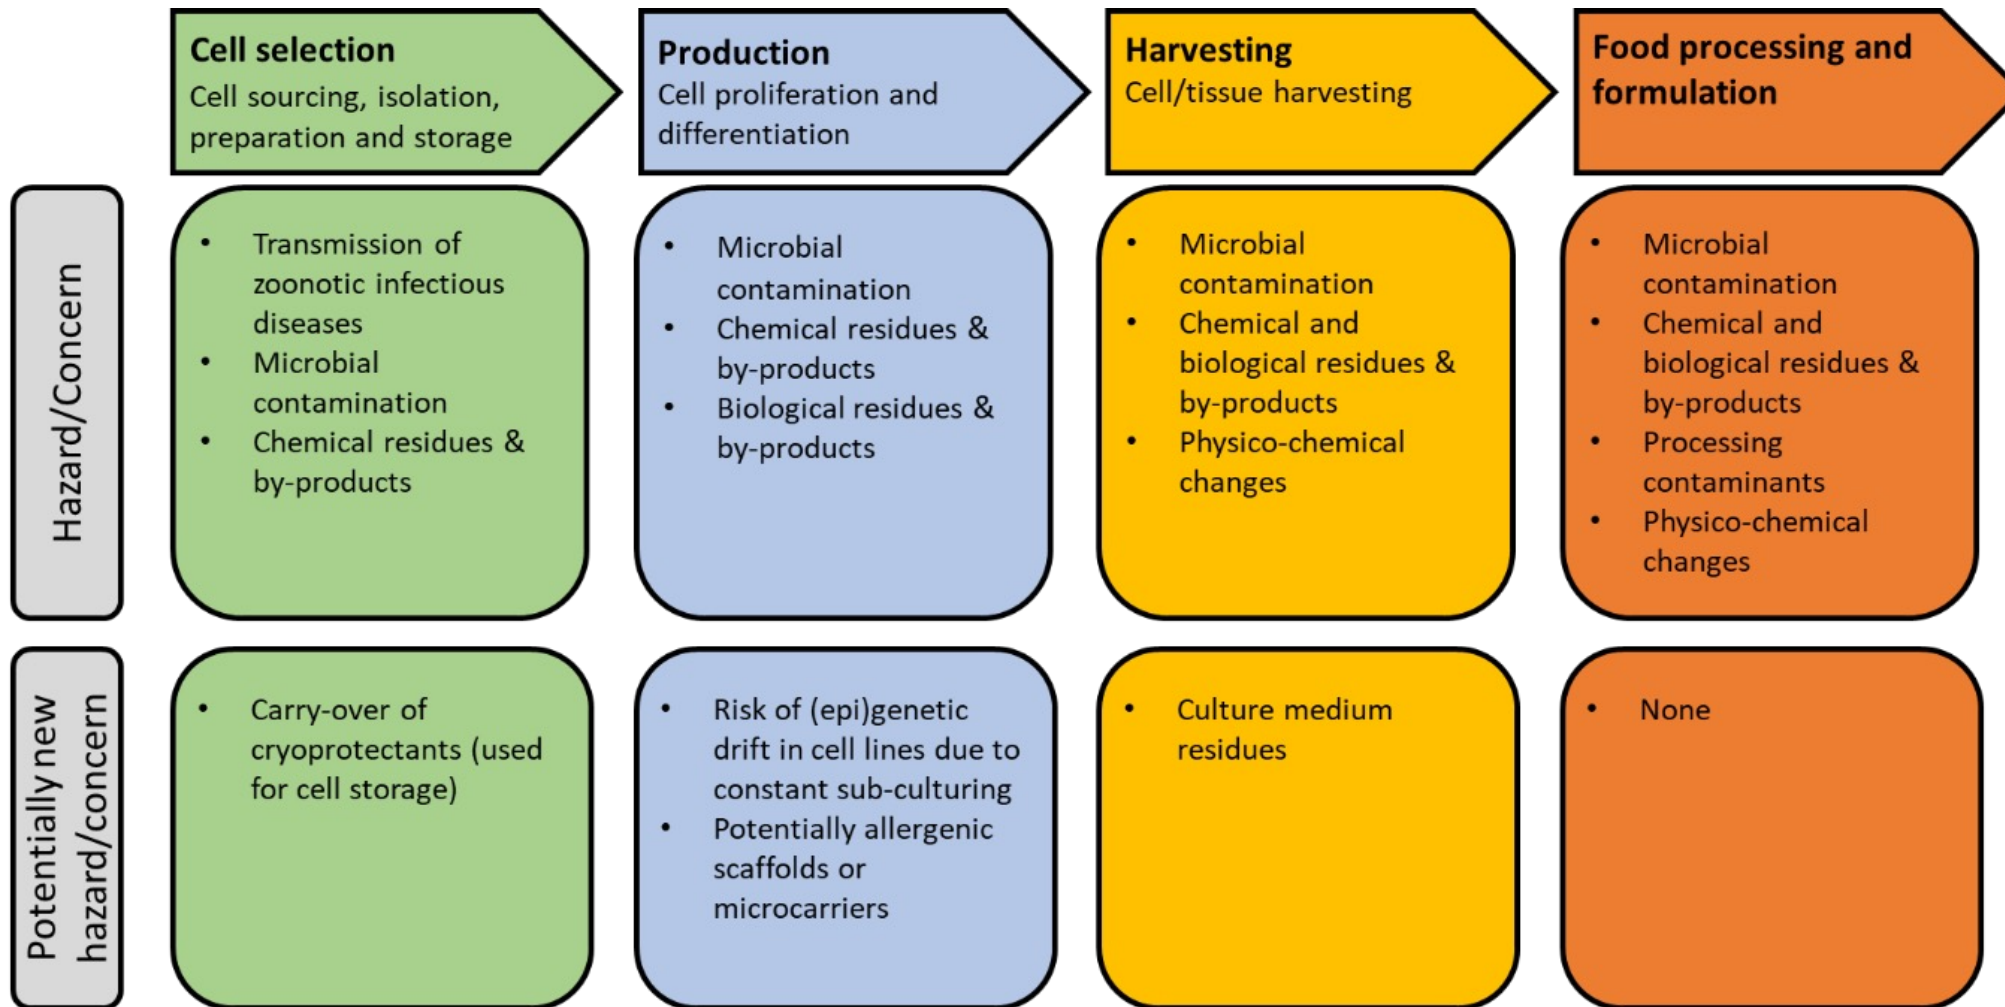 Cell selection
Cell sourcing, isolation,
preparation and storage
Production
Cell proliferation and
differentiation
Harvesting
Cell/tissue harvesting
Food processing and
formulation
Hazard/Concern
• Transmission of
zoonotic infectious
diseases
• Microbial
contamination
• Chemical residues &
by-products
• Microbial
contamination
• Chemical residues &
by-products
• Biological residues &
by-products
• Microbial
contamination
• Chemical and
biological residues &
by-products
• Physico-chemical
changes
• Microbial
contamination
• Chemical and
biological residues &
by-products
• Processing
contaminants
• Physico-chemical
changes
Potentially new
hazard/concern
• Carry-over of
cryoprotectants (used
for cell storage)
• Risk of (epi)genetic
drift in cell lines due to
constant sub-culturing
• Potentially allergenic
scaffolds or
microcarriers
• Culture medium
residues
• None